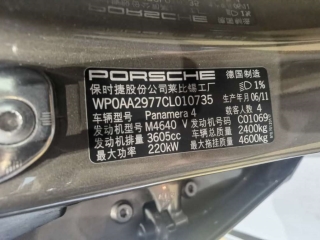 PORSCHE 德国制造
保时捷股份公司莱比锡工厂 1%
WP0AA2977CL010735 生产年月 06/11
车辆型号 Panamera 4 乘坐人数 4
发动机型号 M4640 V 发动机号码 C01069
发动机排量 3605cc 最大总质量 2400kg
最大功率 220kW 最大拖挂质量 4600kg